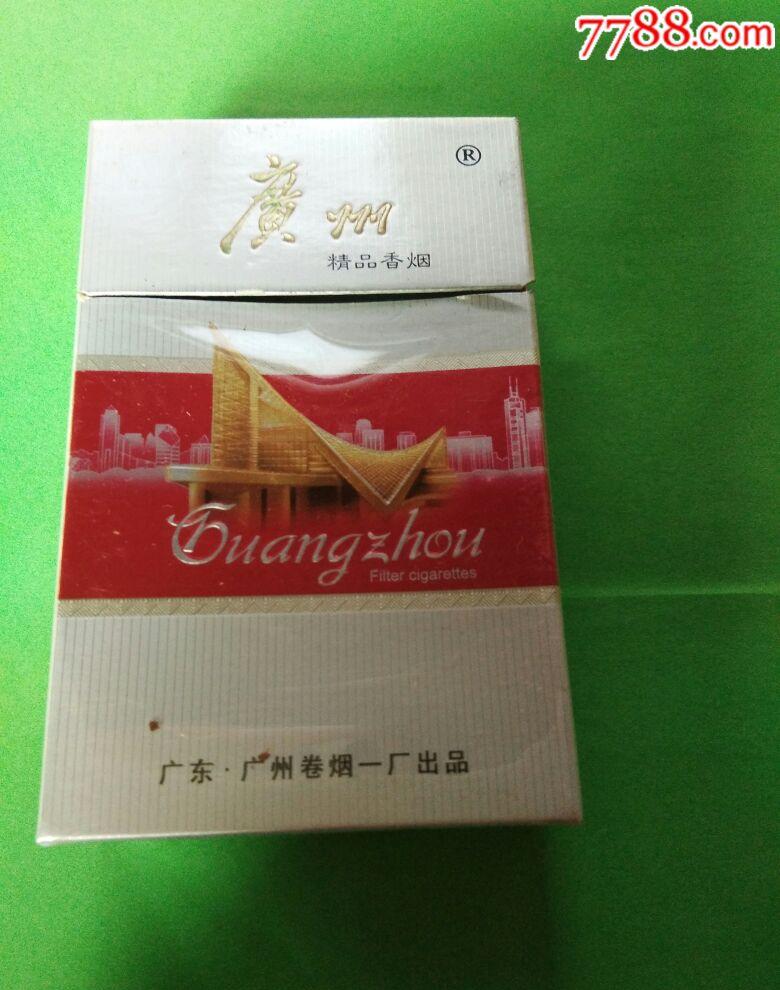 7788.com
廣州
®
精品香烟
Guangzhou
Filter cigarettes
广东·广州卷烟一厂出品